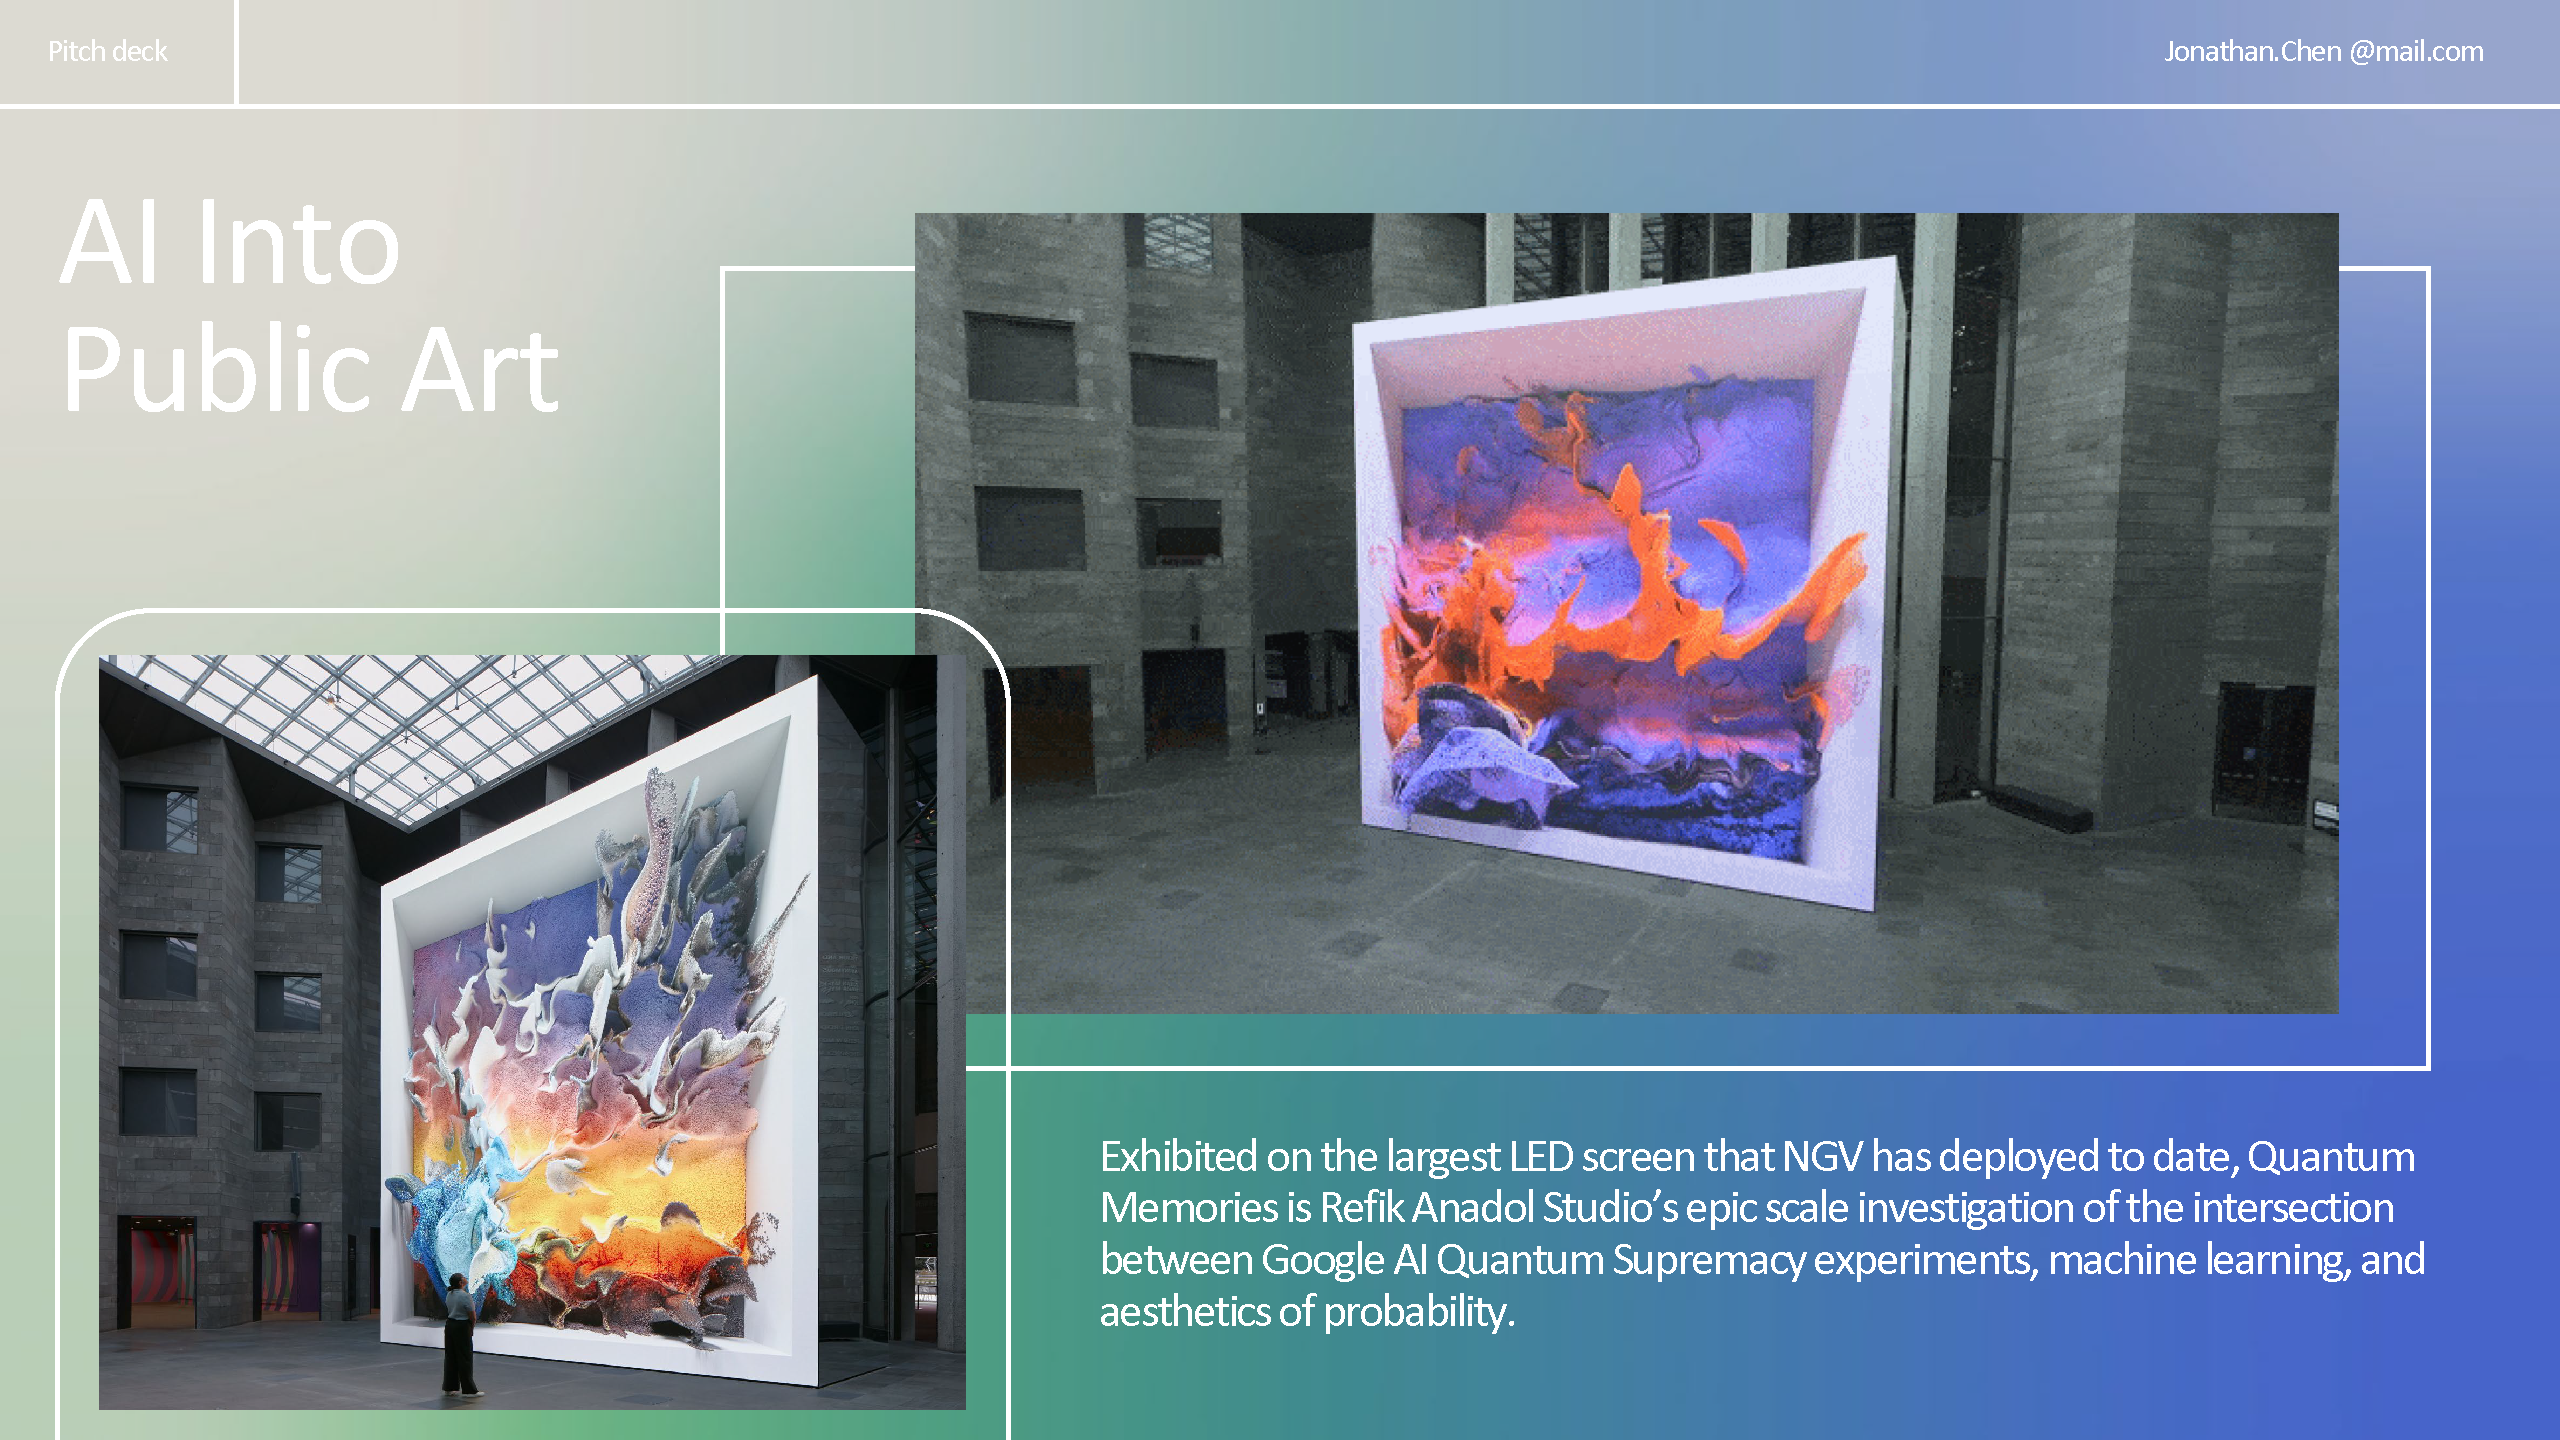 Pitch deck
Jonathan.Chen @mail.com
AI Into
Public Art
Exhibited on the largest LED screen that NGV has deployed to date, Quantum
Memories is Refik Anadol Studio’s epic scale investigation of the intersection
between Google AI Quantum Supremacy experiments, machine learning, and
aesthetics of probability.